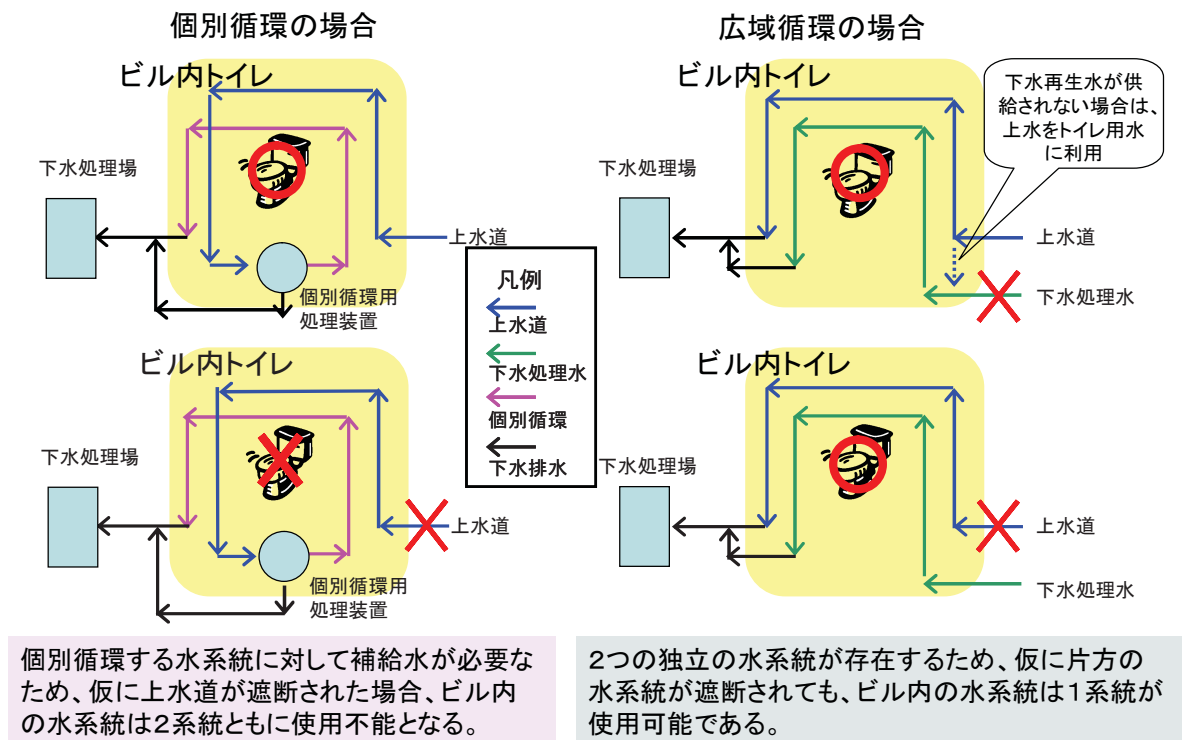 個別循環の場合
ビル内トイレ
下水処理場
上水道
個別循環用
処理装置
ビル内トイレ
下水処理場
上水道
個別循環用
処理装置
凡例
上水道
下水処理水
個別循環
下水排水
広域循環の場合
ビル内トイレ
下水再生水が供
給されない場合は、
上水をトイレ用水
に利用
下水処理場
上水道
下水処理水
ビル内トイレ
下水処理場
上水道
下水処理水
個別循環する水系統に対して補給水が必要な
ため、仮に上水道が遮断された場合、ビル内
の水系統は2系統ともに使用不能となる。
2つの独立の水系統が存在するため、仮に片方の
水系統が遮断されても、ビル内の水系統は1系統が
使用可能である。